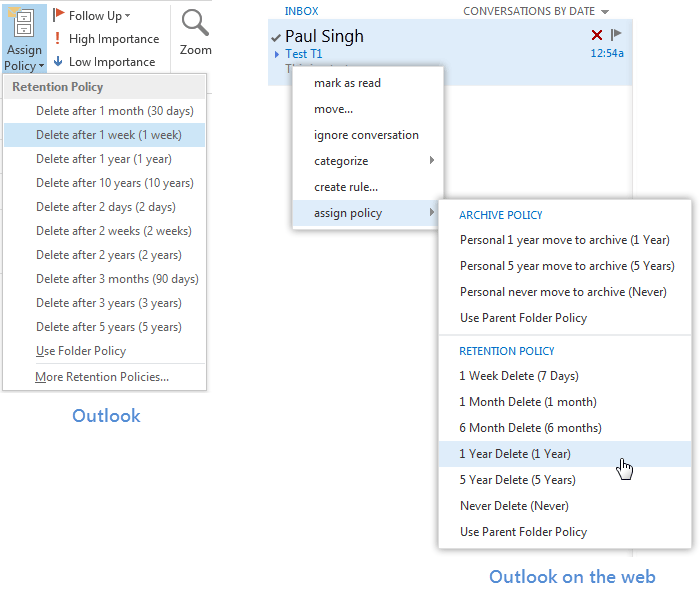 Assign
Policy
Follow Up
High Importance
Low Importance
Zoom
Retention Policy
Delete after 1 month (30 days)
Delete after 1 week (1 week)
Delete after 1 year (1 year)
Delete after 10 years (10 years)
Delete after 2 days (2 days)
Delete after 2 weeks (2 weeks)
Delete after 2 years (2 years)
Delete after 3 months (90 days)
Delete after 3 years (3 years)
Delete after 5 years (5 years)
Use Folder Policy
More Retention Policies...
Outlook
INBOX
CONVERSATIONS BY DATE
Paul Singh
Test T1
12:54a
mark as read
move...
ignore conversation
categorize
create rule...
assign policy
ARCHIVE POLICY
Personal 1 year move to archive (1 Year)
Personal 5 year move to archive (5 Years)
Personal never move to archive (Never)
Use Parent Folder Policy
RETENTION POLICY
1 Week Delete (7 Days)
1 Month Delete (1 month)
6 Month Delete (6 months)
1 Year Delete (1 Year)
5 Year Delete (5 Years)
Never Delete (Never)
Use Parent Folder Policy
Outlook on the web